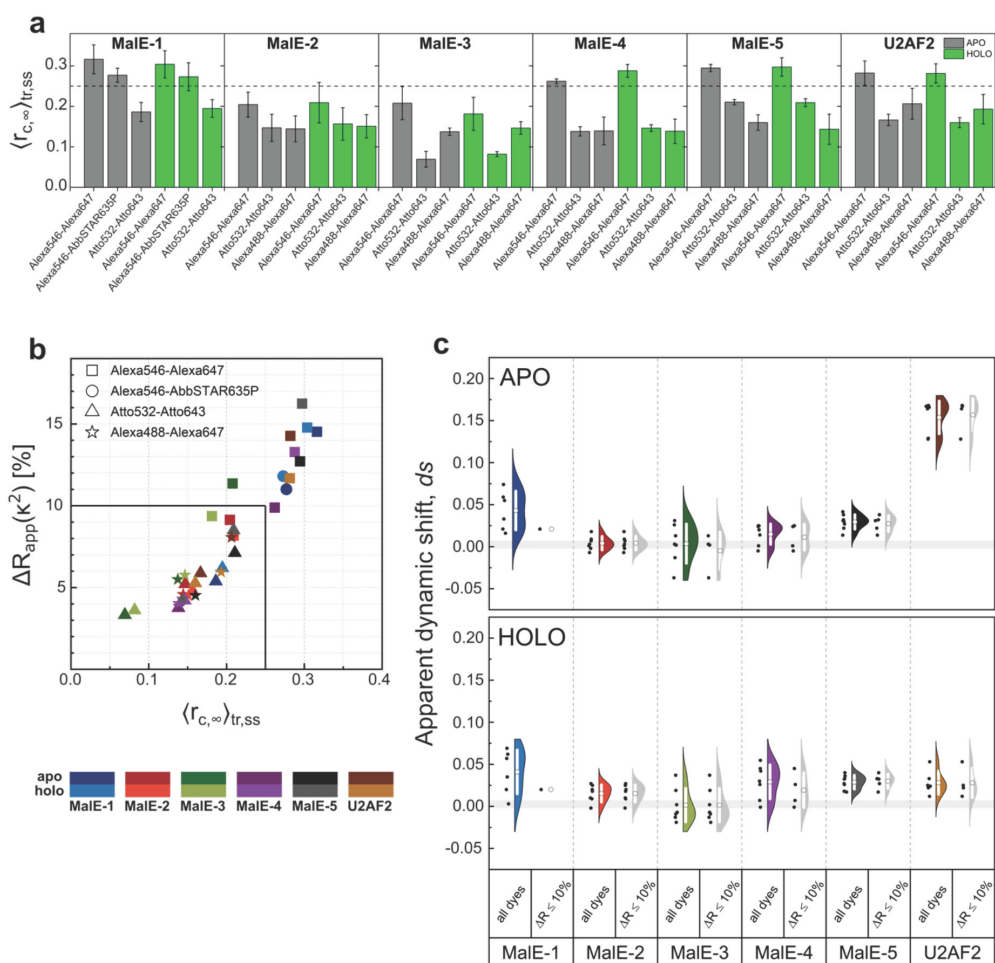 a
MalE-1 MalE-2 MalE-3 MalE-4 MalE-5 U2AF2
APO
HOLO
⟨r_c,∞⟩_tr,ss
0.3
0.2
0.1
0.0
Alexa546-Alexa647
Alexa546-AbbSTAR635P
Atto532-Atto643
Alexa546-Alexa647
Alexa546-AbbSTAR635P
Atto532-Atto643
Alexa546-Alexa647
Atto532-Atto643
Alexa488-Alexa647
Alexa546-Alexa647
Atto532-Atto643
Alexa488-Alexa647
Alexa546-Alexa647
Atto532-Atto643
Alexa488-Alexa647
Alexa546-Alexa647
Atto532-Atto643
Alexa488-Alexa647
Alexa546-Alexa647
Atto532-Atto643
Alexa488-Alexa647
Alexa546-Alexa647
Atto532-Atto643
Alexa488-Alexa647
Alexa546-Alexa647
Atto532-Atto643
Alexa488-Alexa647
Alexa546-Alexa647
Atto532-Atto643
Alexa488-Alexa647
Alexa546-Alexa647
Atto532-Atto643
Alexa488-Alexa647
Alexa546-Alexa647
Atto532-Atto643
Alexa488-Alexa647
b
Alexa546-Alexa647
Alexa546-AbbSTAR635P
Atto532-Atto643
Alexa488-Alexa647
ΔR_app(κ²) [%]
15
10
5
0.0 0.1 0.2 0.3 0.4
⟨r_c,∞⟩_tr,ss
apo
holo
MalE-1 MalE-2 MalE-3 MalE-4 MalE-5 U2AF2
c
Apparent dynamic shift, ds
APO
0.20
0.15
0.10
0.05
0.00
-0.05
HOLO
0.20
0.15
0.10
0.05
0.00
-0.05
all dyes ΔR ≤ 10% all dyes ΔR ≤ 10% all dyes ΔR ≤ 10% all dyes ΔR ≤ 10% all dyes ΔR ≤ 10% all dyes ΔR ≤ 10%
MalE-1 MalE-2 MalE-3 MalE-4 MalE-5 U2AF2